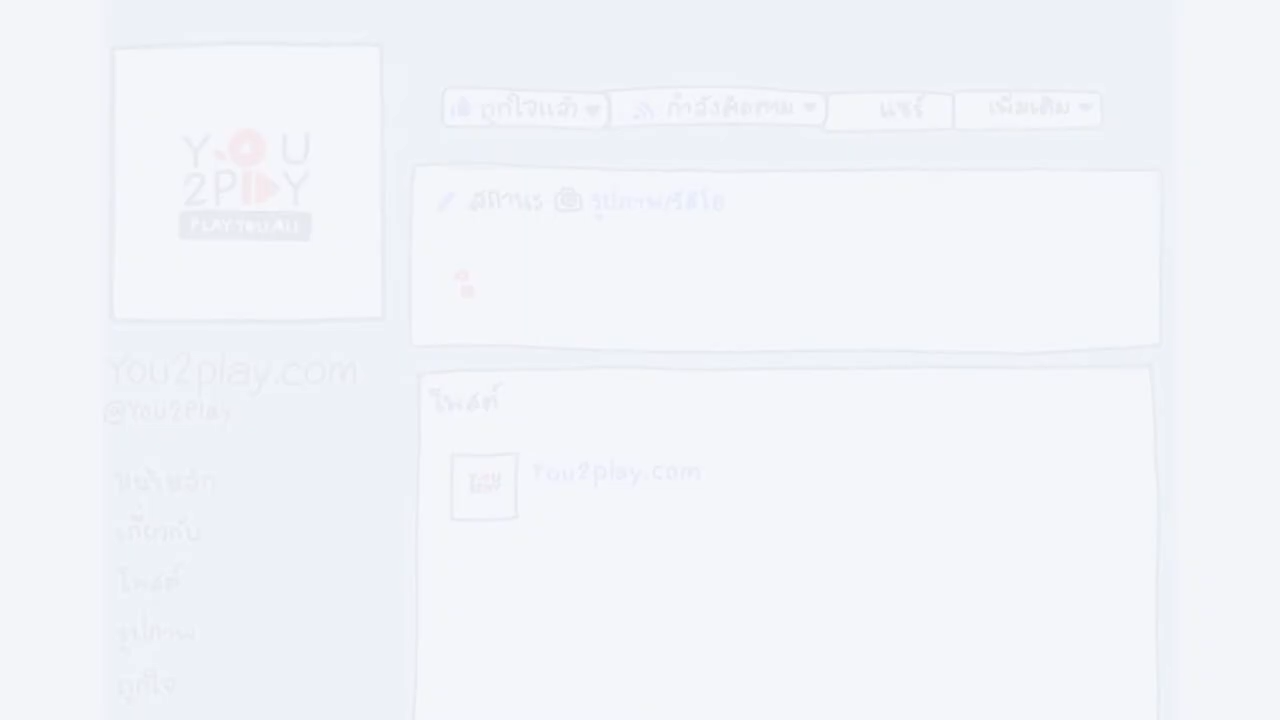 YOU
2PLAY
PLAY YOU ALL
ถูกใจแล้ว
กำลังติดตาม
แชร์
เพิ่มเติม
สถานะ รูปภาพ/วีดีโอ
You2play.com
@You2Play
โพสต์
You2play.com
หน้าหลัก
เกี่ยวกับ
โพสต์
รูปภาพ
ถูกใจ